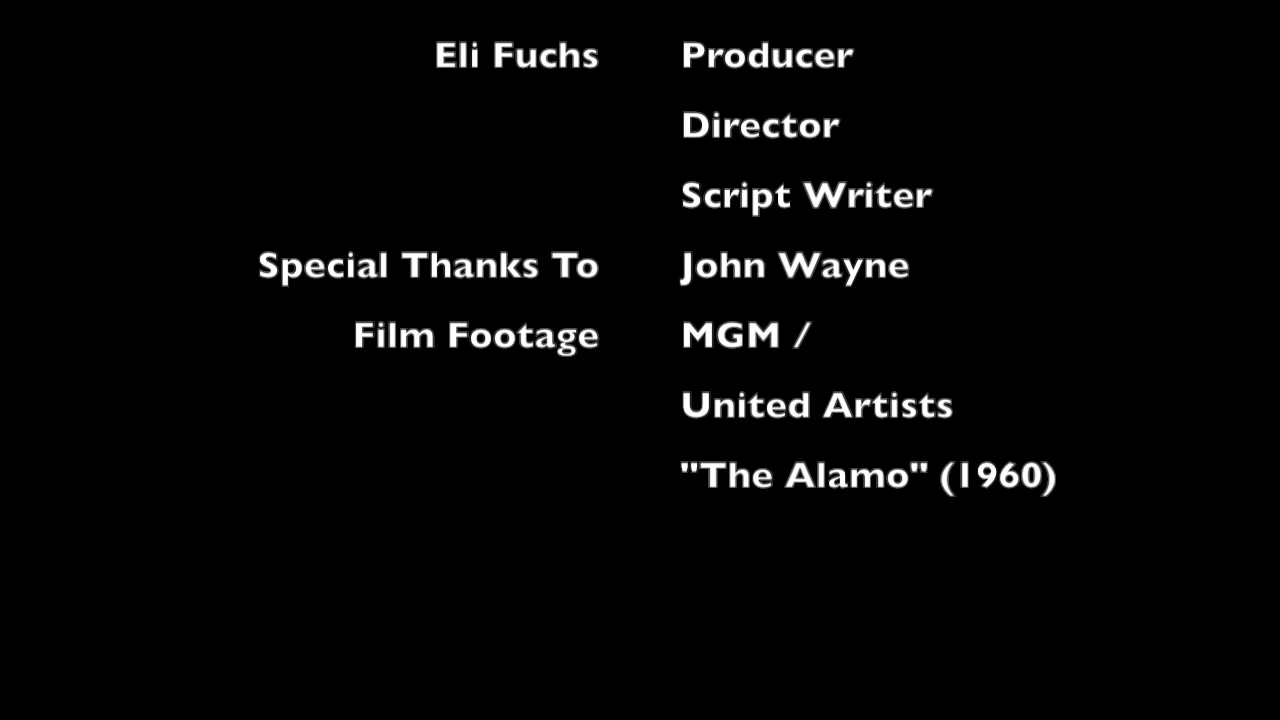 Eli Fuchs Producer
Director
Script Writer
Special Thanks To John Wayne
Film Footage MGM /
United Artists
"The Alamo" (1960)